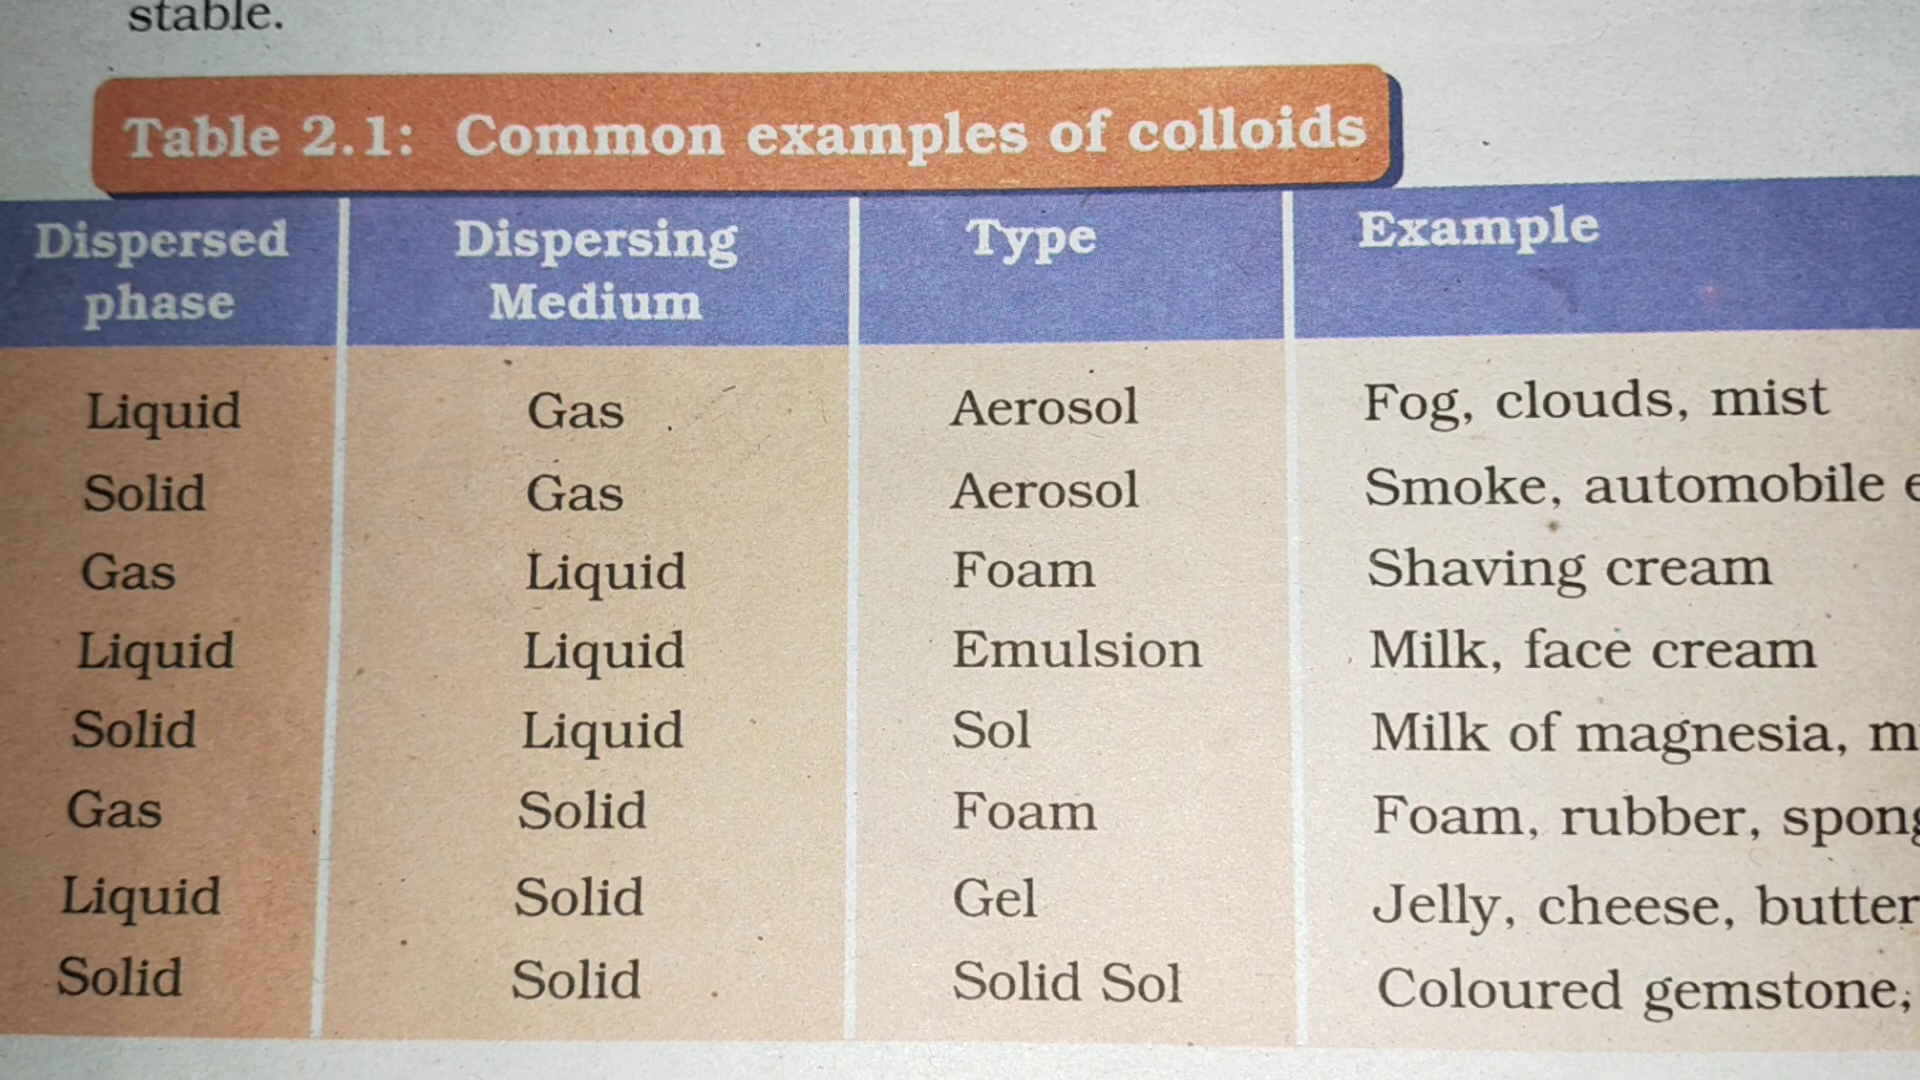 stable.
Table 2.1: Common examples of colloids
Dispersed phase Dispersing Medium Type Example
Liquid Gas Aerosol Fog, clouds, mist
Solid Gas Aerosol Smoke, automobile
Gas Liquid Foam Shaving cream
Liquid Liquid Emulsion Milk, face cream
Solid Liquid Sol Milk of magnesia,
Gas Solid Foam Foam, rubber,
Liquid Solid Gel Jelly, cheese, butter
Solid Solid Solid Sol Coloured gemstone,